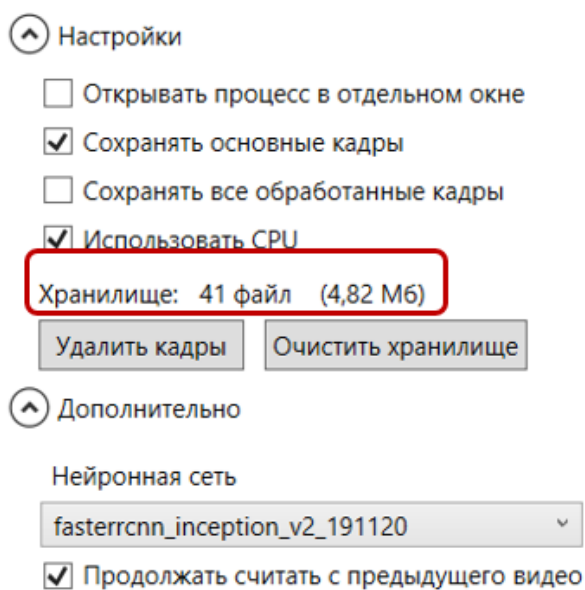 Настройки
Открывать процесс в отдельном окне
Сохранять основные кадры
Сохранять все обработанные кадры
Использовать CPU
Хранилище: 41 файл (4,82 Мб)
Удалить кадры Очистить хранилище
Дополнительно
Нейронная сеть
fasterrcnn_inception_v2_191120
Продолжать считать с предыдущего видео